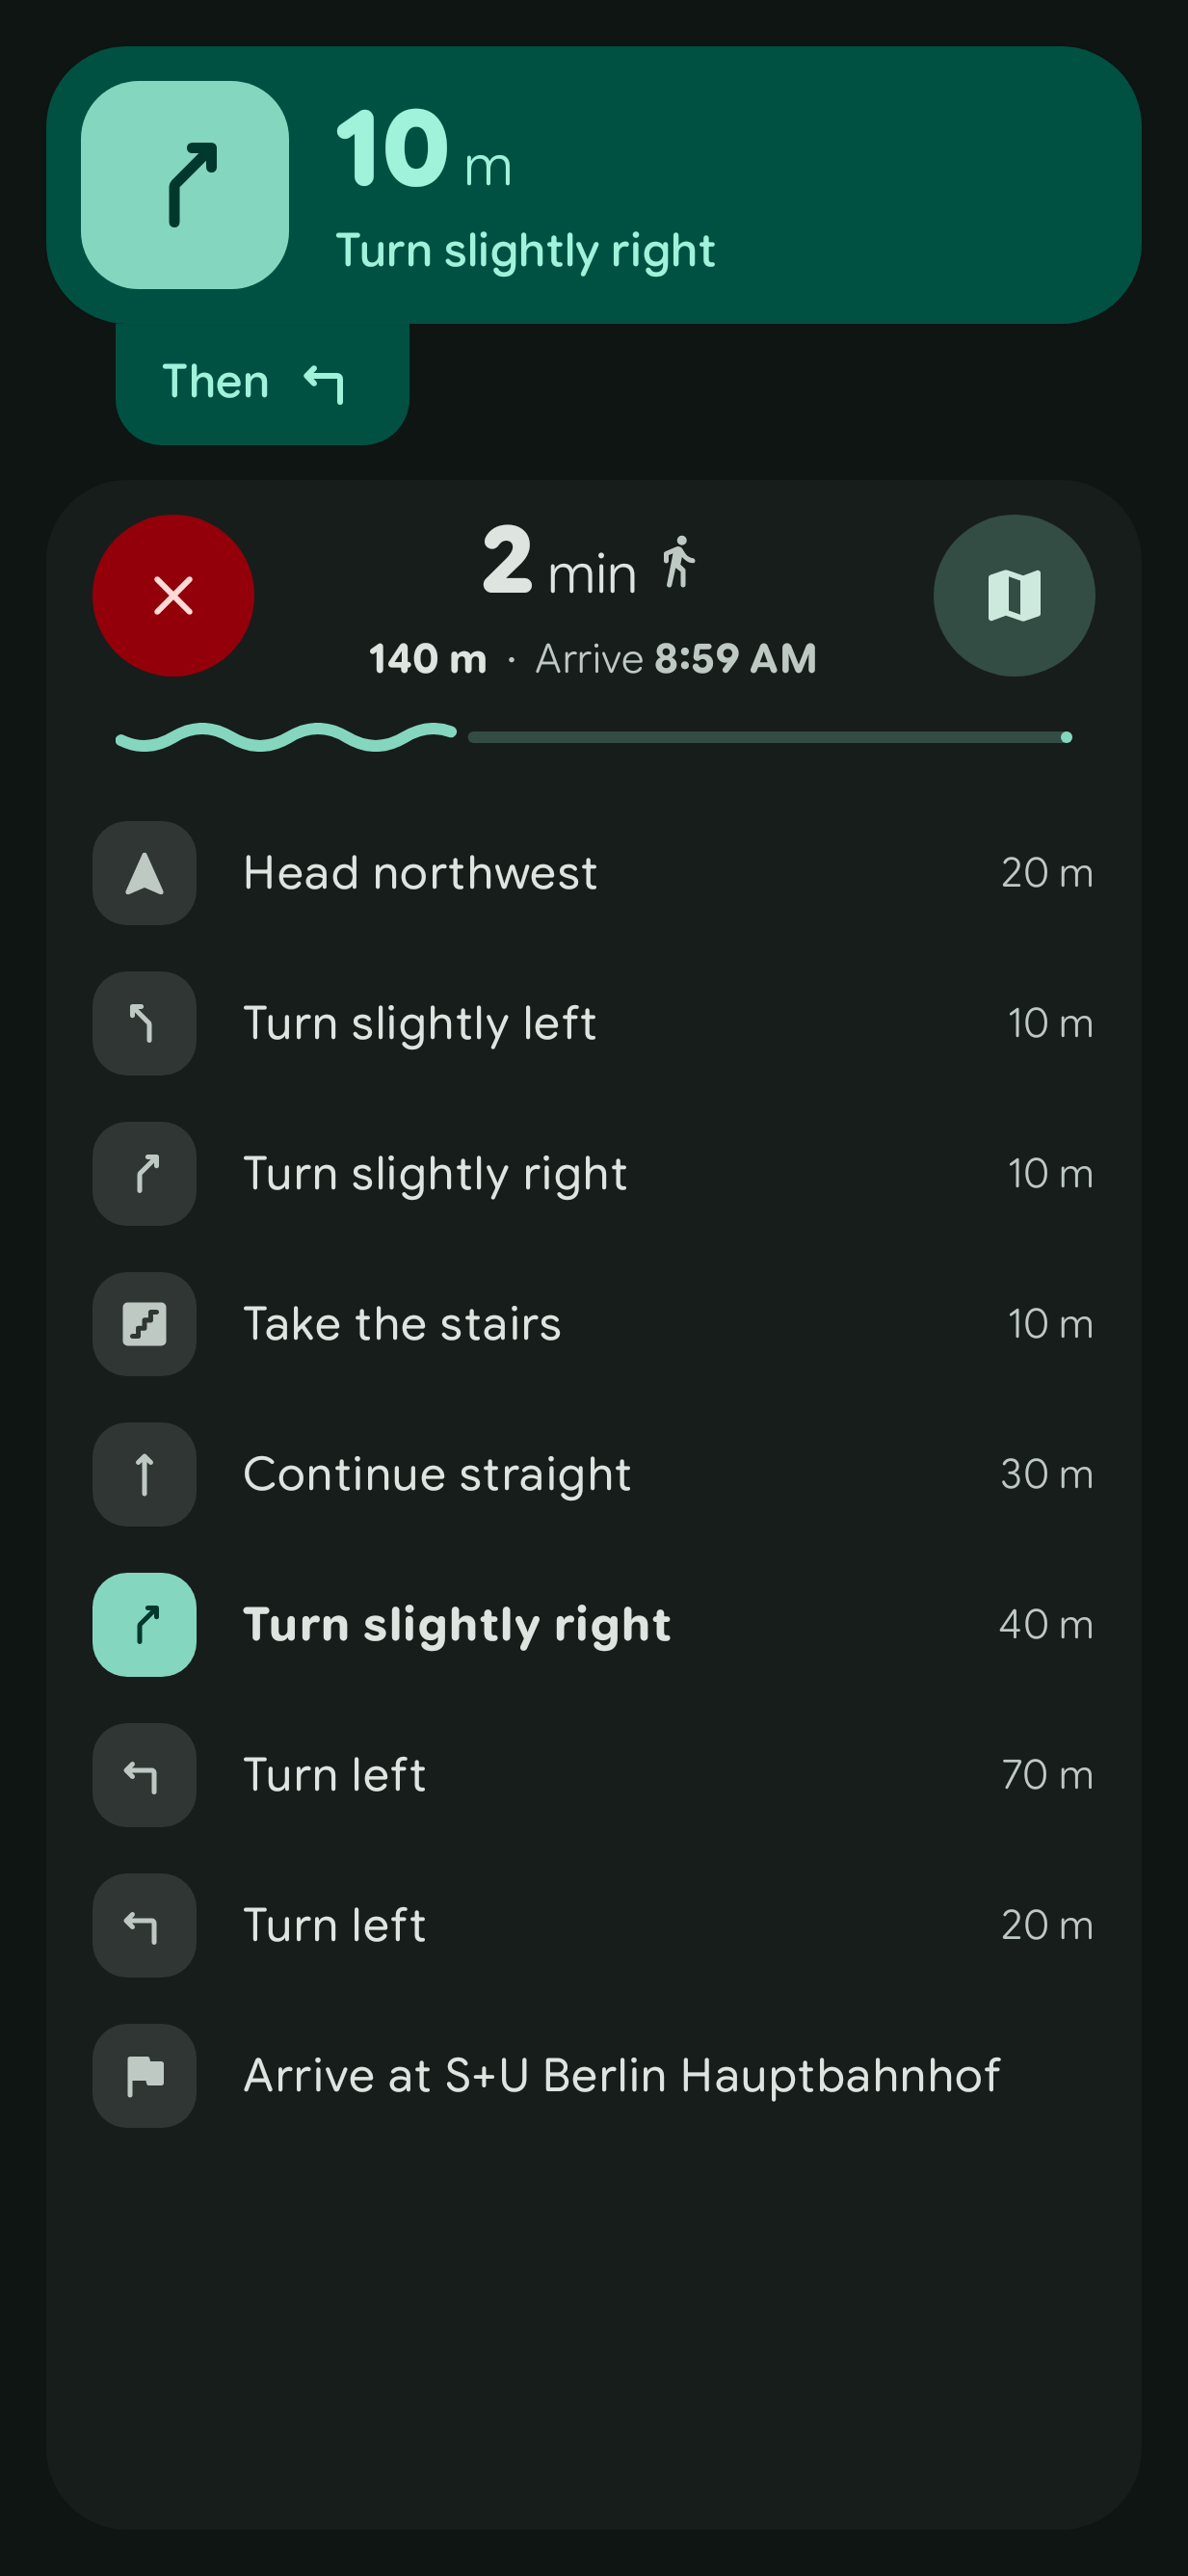 10 m
Turn slightly right
Then
2 min
140 m · Arrive 8:59 AM
Head northwest 20 m
Turn slightly left 10 m
Turn slightly right 10 m
Take the stairs 10 m
Continue straight 30 m
Turn slightly right 40 m
Turn left 70 m
Turn left 20 m
Arrive at S+U Berlin Hauptbahnhof